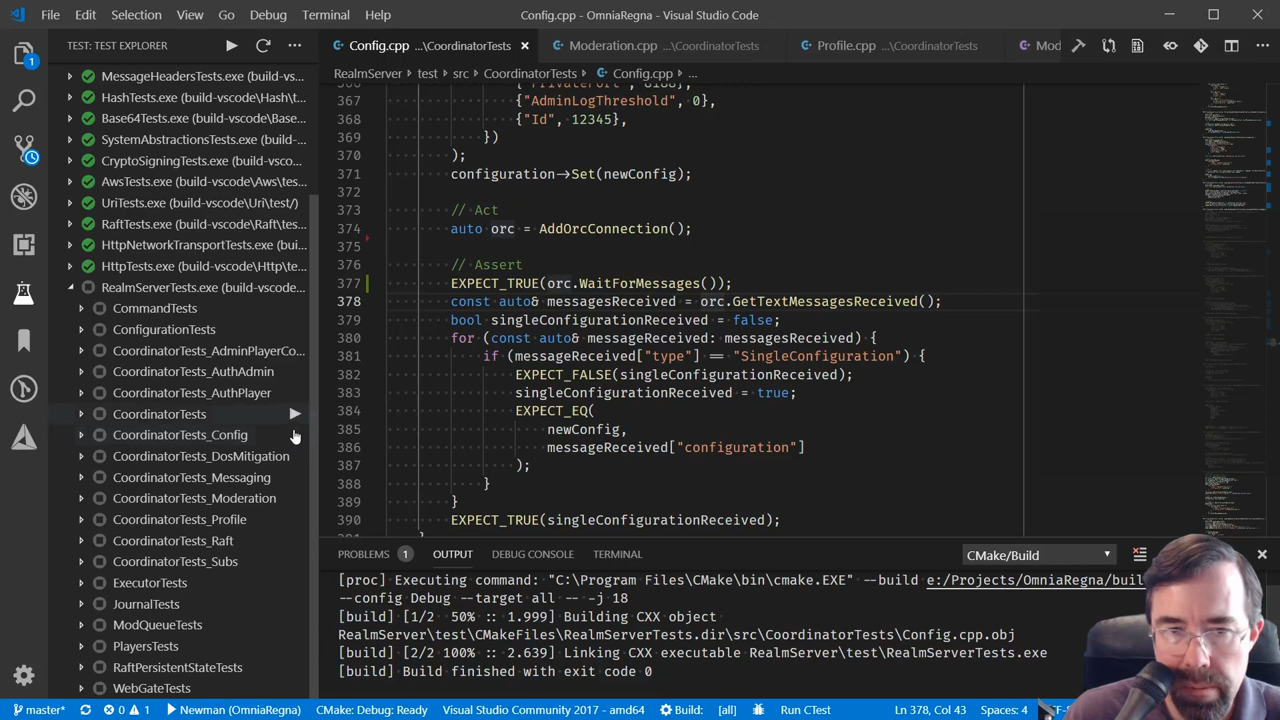 File Edit Selection View Go Debug Terminal Help
Config.cpp - OmniaRegna - Visual Studio Code
TEST: TEST EXPLORER
Config.cpp ...\CoordinatorTests
Moderation.cpp ...\CoordinatorTests
Profile.cpp ...\CoordinatorTests
Mod
RealmServer › test › src › CoordinatorTests › Config.cpp › ...
1
MessageHeadersTests.exe (build-vs...
HashTests.exe (build-vscode\Hash\t...
Base64Tests.exe (build-vscode\Base...
SystemAbstractionsTests.exe (build-...
CryptoSigningTests.exe (build-vsco...
AwsTests.exe (build-vscode\Aws\tes...
UriTests.exe (build-vscode\Uri\test/)
RaftTests.exe (build-vscode\Raft\tes...
HttpNetworkTransportTests.exe (buil...
HttpTests.exe (build-vscode\Http\te...
RealmServerTests.exe (build-vscode...
CommandTests
ConfigurationTests
CoordinatorTests_AdminPlayerCo...
CoordinatorTests_AuthAdmin
CoordinatorTests_AuthPlayer
CoordinatorTests
CoordinatorTests_Config
CoordinatorTests_DosMitigation
CoordinatorTests_Messaging
CoordinatorTests_Moderation
CoordinatorTests_Profile
CoordinatorTests_Raft
CoordinatorTests_Subs
ExecutorTests
JournalTests
ModQueueTests
PlayersTests
RaftPersistentStateTests
WebGateTests
367 {"AdminLogThreshold", 0},
368 {"Id", 12345},
369 })
370 );
371 configuration->Set(newConfig);
372
373 // Act
374 auto orc = AddOrcConnection();
375
376 // Assert
377 EXPECT_TRUE(orc.WaitForMessages());
378 const auto& messagesReceived = orc.GetTextMessagesReceived();
379 bool singleConfigurationReceived = false;
380 for (const auto& messageReceived: messagesReceived) {
381 if (messageReceived["type"] == "SingleConfiguration") {
382 EXPECT_FALSE(singleConfigurationReceived);
383 singleConfigurationReceived = true;
384 EXPECT_EQ(
385 newConfig,
386 messageReceived["configuration"]
387 );
388 }
389 }
390 EXPECT_TRUE(singleConfigurationReceived);
PROBLEMS 1 OUTPUT DEBUG CONSOLE TERMINAL
CMake/Build
[proc] Executing command: "C:\Program Files\CMake\bin\cmake.EXE" --build e:/Projects/OmniaRegna/buil
--config Debug --target all -- -j 18
[build] [1/2 50% :: 1.999] Building CXX object
RealmServer\test\CMakeFiles\RealmServerTests.dir\src\CoordinatorTests\Config.cpp.obj
[build] [2/2 100% :: 2.639] Linking CXX executable RealmServer\test\RealmServerTests.exe
[build] Build finished with exit code 0
master* 0 1 Newman (OmniaRegna) CMake: Debug: Ready Visual Studio Community 2017 - amd64 Build: [all] Run CTest Ln 378, Col 43 Spaces: 4